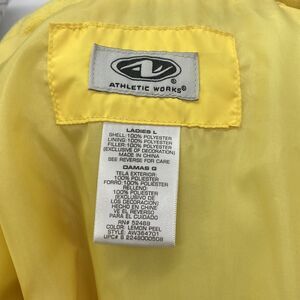 ATHLETIC WORKS®
LADIES L
SHELL: 100% POLYESTER
LINING: 100% POLYESTER
FILLER: 100% POLYESTER
(EXCLUSIVE OF DECORATION)
MADE IN CHINA
SEE REVERSE FOR CARE
DAMAS G
TELA EXTERIOR
100% POLIESTER
FORRO: 100% POLIESTER
RELLENO:
100% POLIESTER
(EXCLUSIVO DE
LOS DECORACION)
HECHO EN CHINE
VE EL REVERSO
PARA EL CUIDADO
RN# 52469
COLOR: LEMON PEEL
STYLE: AW364701